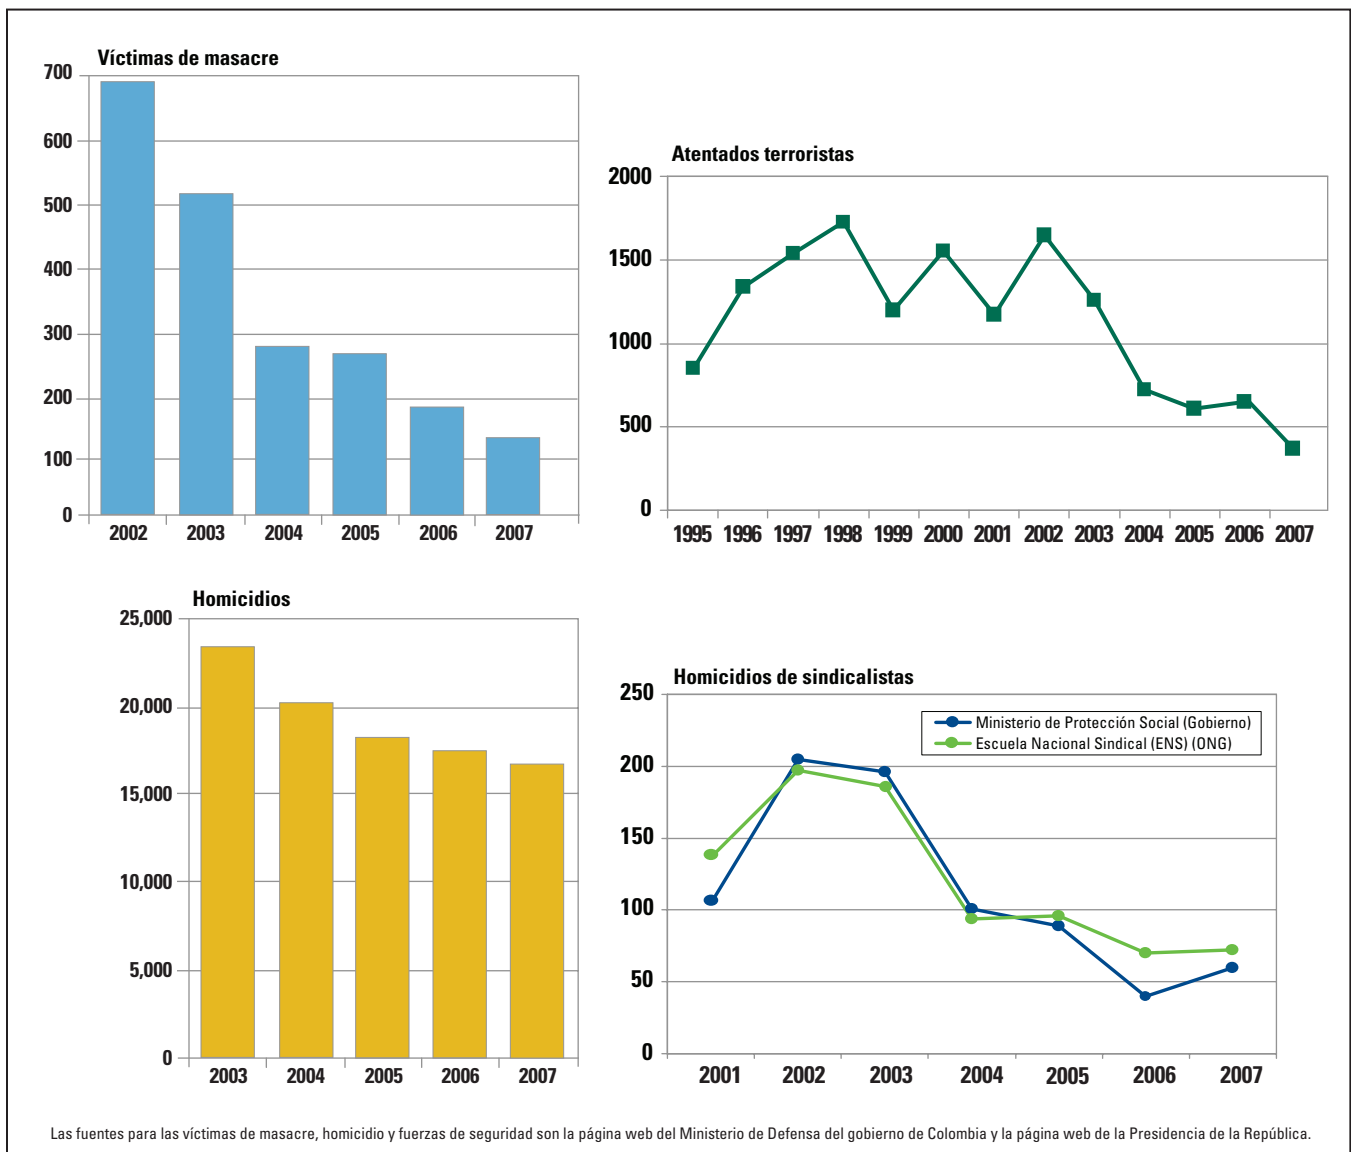 Víctimas de masacre
700
600
500
400
300
200
100
0
2002 2003 2004 2005 2006 2007
Atentados terroristas
2000
1500
1000
500
0
1995 1996 1997 1998 1999 2000 2001 2002 2003 2004 2005 2006 2007
Homicidios
25,000
20,000
15,000
10,000
5,000
0
2003 2004 2005 2006 2007
Homicidios de sindicalistas
250
200
150
100
50
0
Ministerio de Protección Social (Gobierno)
Escuela Nacional Sindical (ENS) (ONG)
2001 2002 2003 2004 2005 2006 2007
Las fuentes para las víctimas de masacre, homicidio y fuerzas de seguridad son la página web del Ministerio de Defensa del gobierno de Colombia y la página web de la Presidencia de la República.